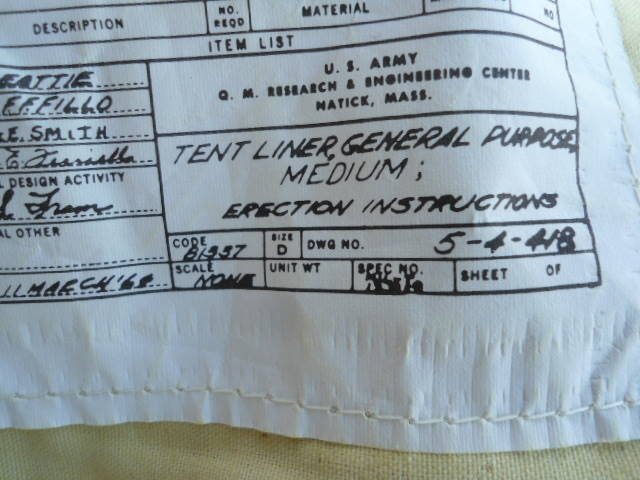 DESCRIPTION
NO.
REQD
MATERIAL
NO
ITEM LIST
U. S. ARMY
Q. M. RESEARCH & ENGINEERING CENTER
NATICK, MASS.
EATTIE
EFFILLO
E. SMITH
E.
DESIGN ACTIVITY
AL OTHER
TENT LINER, GENERAL PURPOSE,
MEDIUM;
ERECTION INSTRUCTIONS
CODE
81337
SIZE
D
DWG NO.
5-4-418
SCALE
NONE
UNIT WT
SPEC NO.
SHEET OF